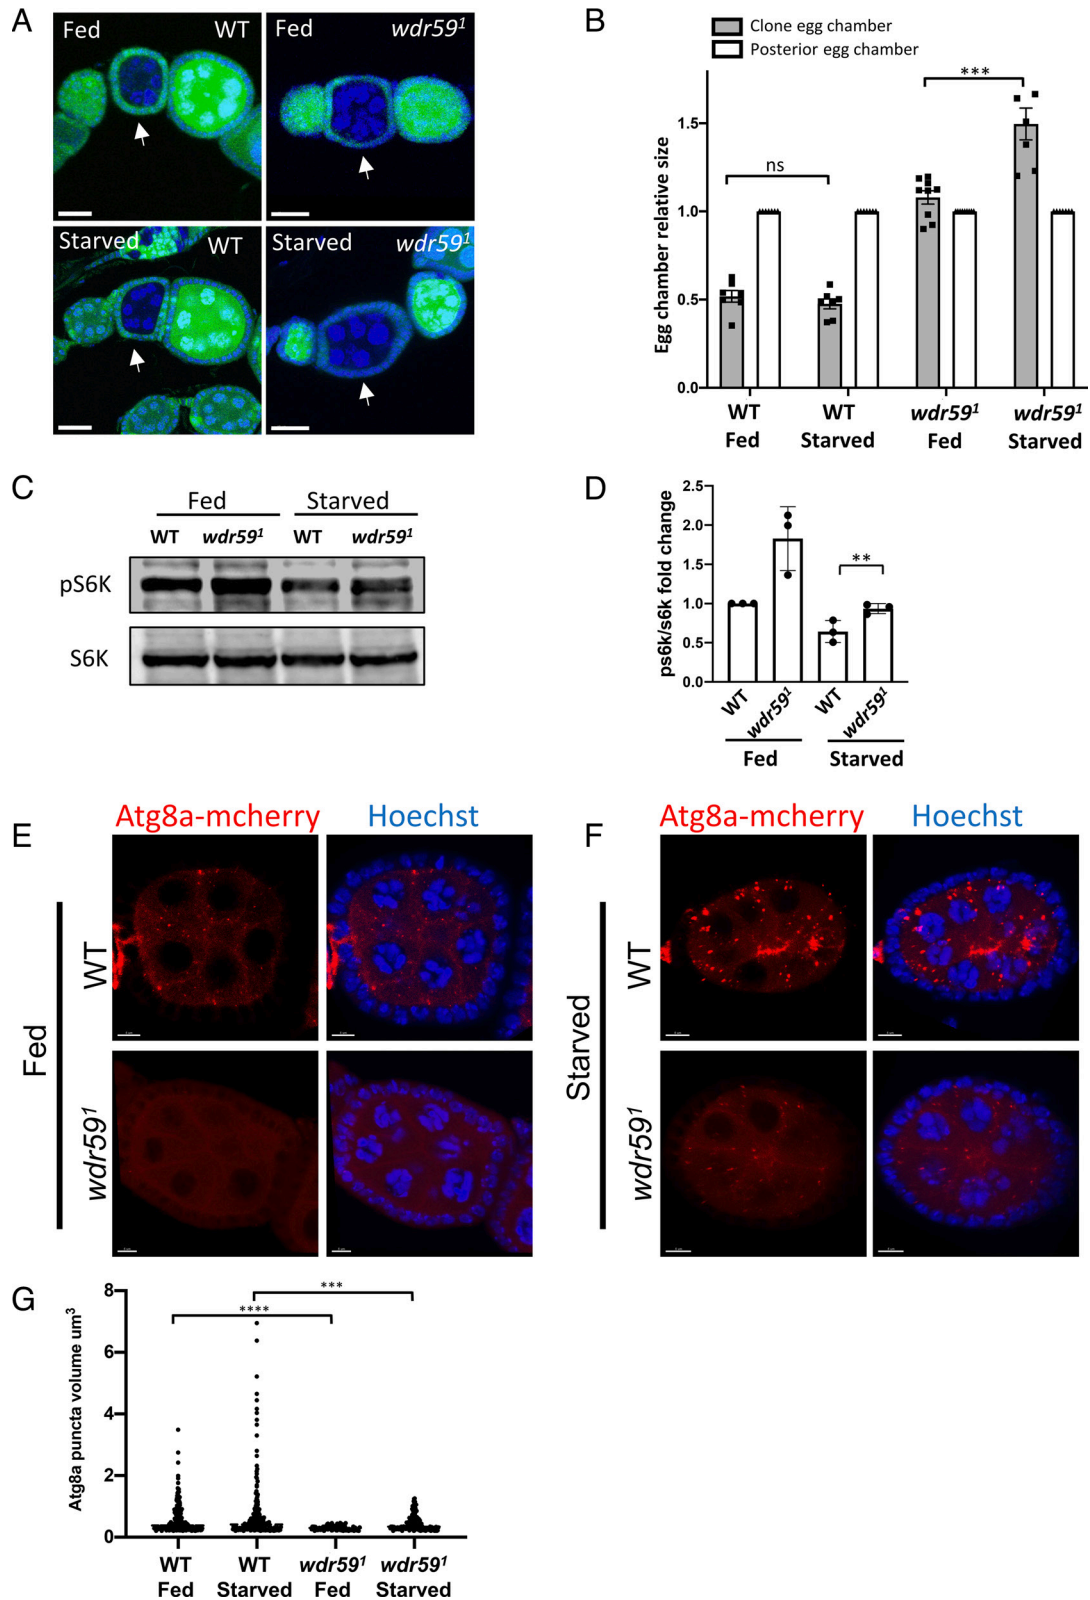 A
Fed WT
Fed wdr59¹
Starved WT
Starved wdr59¹
B
Clone egg chamber
Posterior egg chamber
Egg chamber relative size
1.5
1.0
0.5
0.0
ns
***
WT Fed
WT Starved
wdr59¹ Fed
wdr59¹ Starved
C
Fed Starved
WT wdr59¹ WT wdr59¹
pS6K
S6K
D
ps6k/s6k fold change
2.5
2.0
1.5
1.0
0.5
0.0
**
WT wdr59¹ WT wdr59¹
Fed Starved
E
Atg8a-mcherry Hoechst
Fed
WT
wdr59¹
F
Atg8a-mcherry Hoechst
Starved
WT
wdr59¹
G
Atg8a puncta volume um³
8
6
4
2
0
****
***
WT Fed
WT Starved
wdr59¹ Fed
wdr59¹ Starved